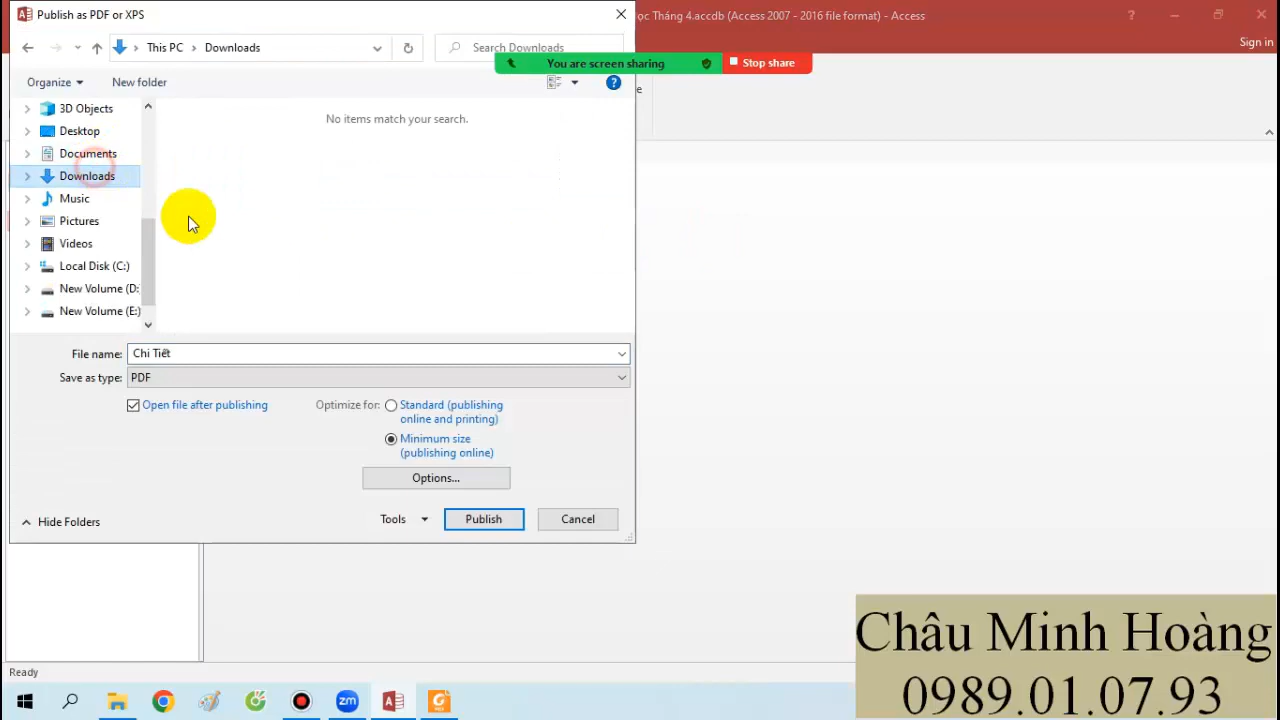 Publish as PDF or XPS
ọc Tháng 4.accdb (Access 2007 - 2016 file format) - Access
Sign in
This PC
Downloads
Search Downloads
You are screen sharing
Stop share
Organize
New folder
No items match your search.
3D Objects
Desktop
Documents
Downloads
Music
Pictures
Videos
Local Disk (C:)
New Volume (D:
New Volume (E:)
File name:
Chi Tiết
Save as type:
PDF
Open file after publishing
Optimize for:
Standard (publishing
online and printing)
Minimum size
(publishing online)
Options...
Hide Folders
Tools
Publish
Cancel
Châu Minh Hoàng
0989.01.07.93
Ready
zm